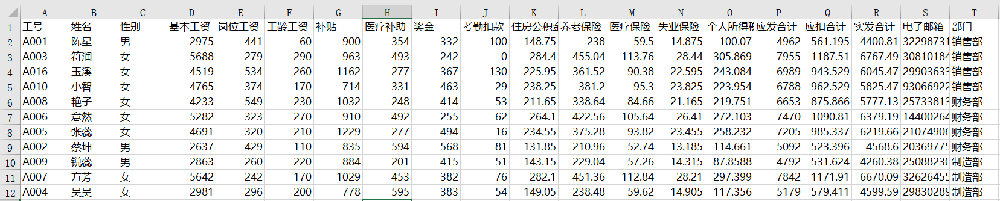 A B C D E F G H I J K L M N O P Q R S T
1 工号 姓名 性别 基本工资 岗位工资 工龄工资 补贴 医疗补助 奖金 考勤扣款 住房公积金 养老保险 医疗保险 失业保险 个人所得税 应发合计 应扣合计 实发合计 电子邮箱 部门
2 A001 陈星 男 2975 441 60 900 354 332 100 148.75 238 59.5 14.875 100.07 4962 561.195 4400.81 32298731 销售部
3 A003 符润 女 5688 279 290 963 493 242 0 284.4 455.04 113.76 28.44 305.869 7955 1187.51 6767.49 30810184 销售部
4 A016 玉溪 女 4519 534 260 1162 277 367 130 225.95 361.52 90.38 22.595 243.084 6989 943.529 6045.47 29903633 销售部
5 A010 小智 女 4765 374 170 714 331 463 29 238.25 381.2 95.3 23.825 223.954 6788 962.529 5825.47 93066922 销售部
6 A008 艳子 女 4233 549 230 1032 248 414 53 211.65 338.64 84.66 21.165 219.751 6653 875.866 5777.13 25733813 财务部
7 A006 意然 女 5282 323 270 910 492 255 62 264.1 422.56 105.64 26.41 272.103 7470 1090.81 6379.19 14400264 财务部
8 A005 张蕊 女 4691 320 210 1229 277 494 16 234.55 375.28 93.82 23.455 258.232 7205 985.337 6219.66 21074906 财务部
9 A002 蔡坤 男 2637 429 110 835 594 568 81 131.85 210.96 52.74 13.185 114.661 5092 523.396 4568.6 20369775 财务部
10 A009 锐蕊 男 2863 260 220 884 201 415 51 143.15 229.04 57.26 14.315 87.8588 4792 531.624 4260.38 25088230 制造部
11 A007 方芳 女 5642 242 170 1029 453 382 76 282.1 451.36 112.84 28.21 297.399 7842 1171.91 6670.09 32626455 制造部
12 A004 吴昊 女 2981 296 200 778 595 383 54 149.05 238.48 59.62 14.905 117.356 5179 579.411 4599.59 29830289 制造部